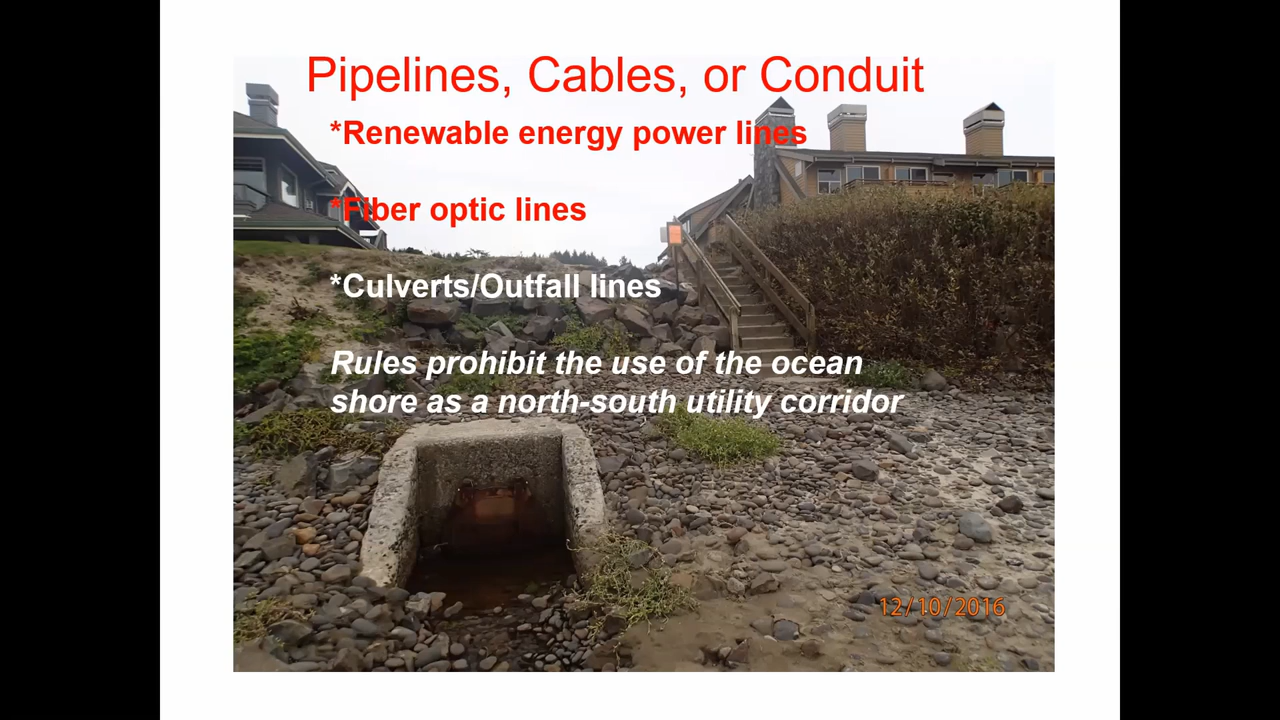 Pipelines, Cables, or Conduit
*Renewable energy power lines
*Fiber optic lines
*Culverts/Outfall lines
Rules prohibit the use of the ocean
shore as a north-south utility corridor
12/10/2016